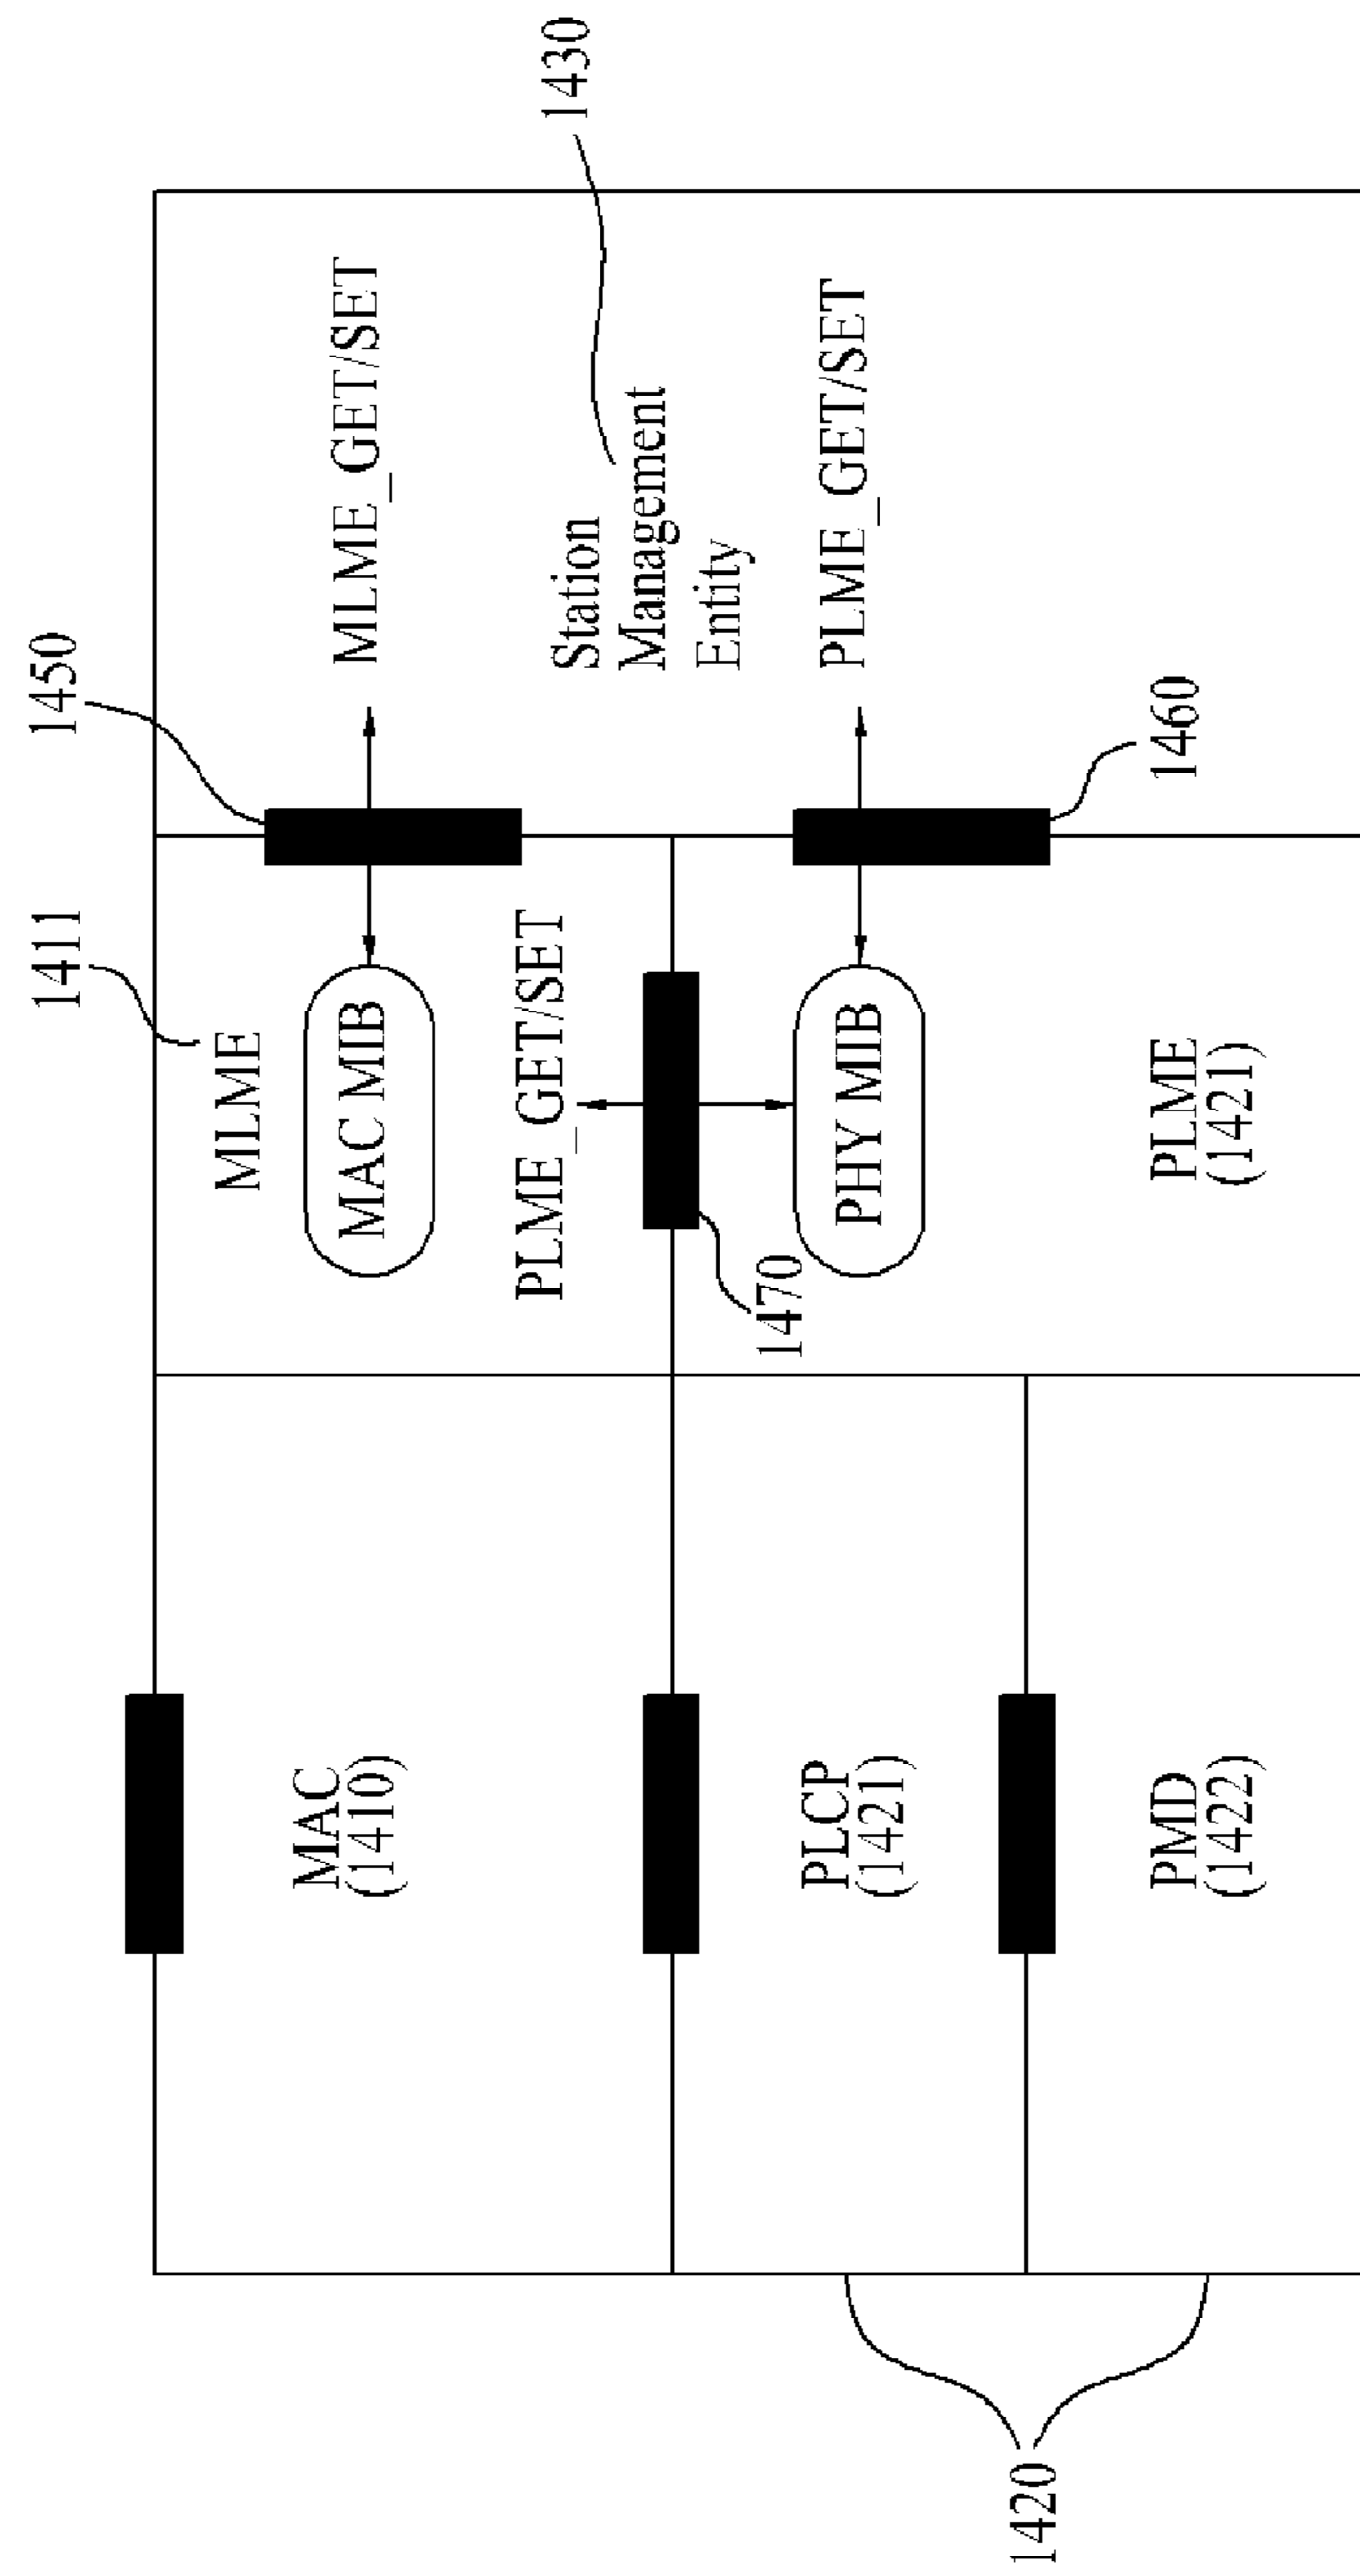 1411
1450
1430
MAC
(1410)
MLME
MAC MIB
MLME_GET/SET
PLME_GET/SET
Station
Management
Entity
1470
PLCP
(1421)
PHY MIB
PLME_GET/SET
1420
PMD
(1422)
PLME
(1421)
1460